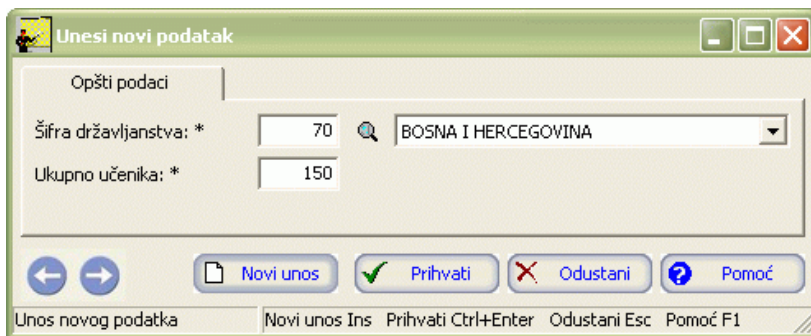 Unesi novi podatak
Opšti podaci
Šifra državljanstva: * 70 BOSNA I HERCEGOVINA
Ukupno učenika: * 150
Novi unos Prihvati Odustani Pomoć
Unos novog podatka Novi unos Ins Prihvati Ctrl+Enter Odustani Esc Pomoć F1